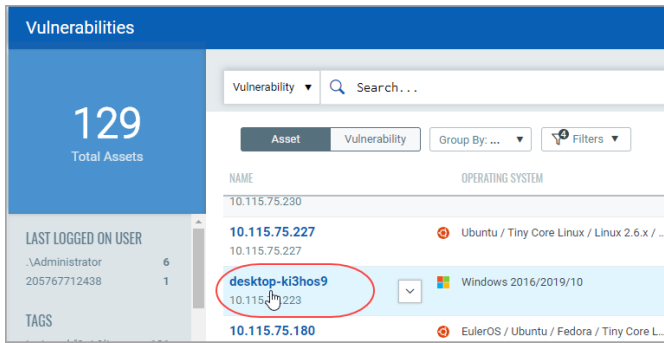 Vulnerabilities
129
Total Assets
LAST LOGGED ON USER
.\Administrator 6
205767712438 1
TAGS
Vulnerability Search...
Asset Vulnerability Group By: ... 4 Filters
NAME OPERATING SYSTEM
10.115.75.230
10.115.75.227 Ubuntu / Tiny Core Linux / Linux 2.6.x / ...
10.115.75.227
desktop-ki3hos9 Windows 2016/2019/10
223
10.115.75.180 EulerOS / Ubuntu / Fedora / Tiny Core L...